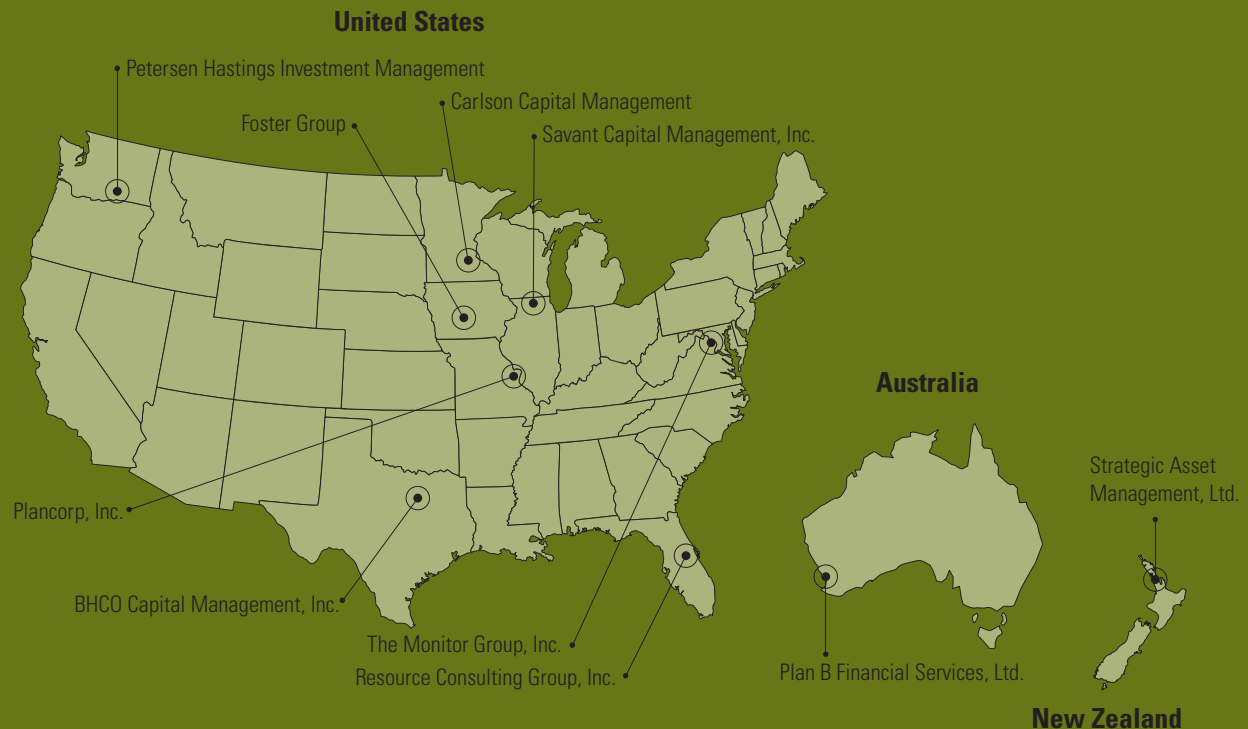 United States
Petersen Hastings Investment Management
Carlson Capital Management
Foster Group
Savant Capital Management, Inc.
Australia
Strategic Asset
Management, Ltd.
Plancorp, Inc.
BHCO Capital Management, Inc.
The Monitor Group, Inc.
Plan B Financial Services, Ltd.
Resource Consulting Group, Inc.
New Zealand